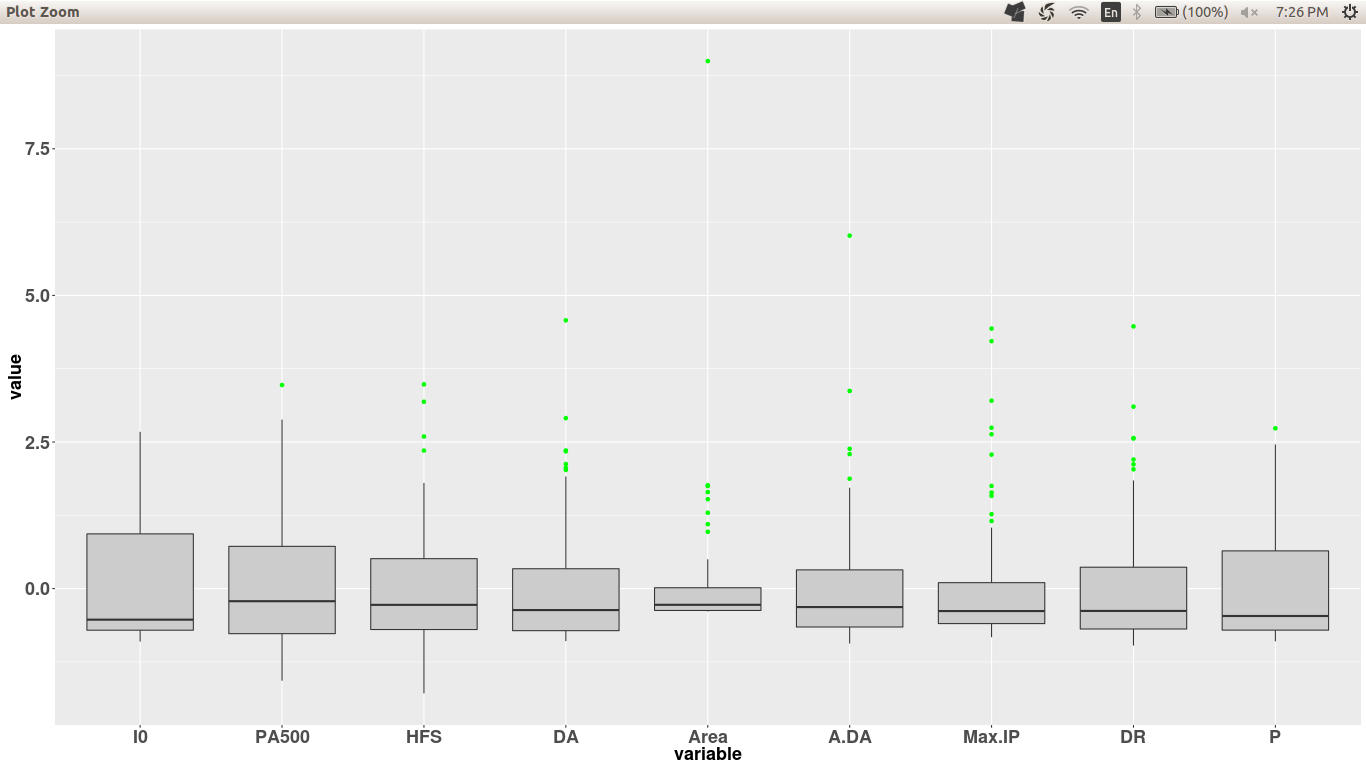 Plot Zoom
En
(100%)
7:26 PM
7.5
5.0
2.5
0.0
value
I0 PA500 HFS DA Area A.DA Max.IP DR P
variable